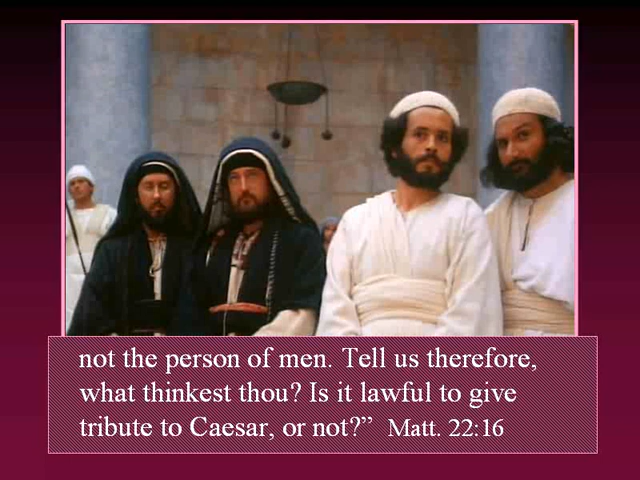 not the person of men. Tell us therefore,
what thinkest thou? Is it lawful to give
tribute to Caesar, or not?”  Matt. 22:16